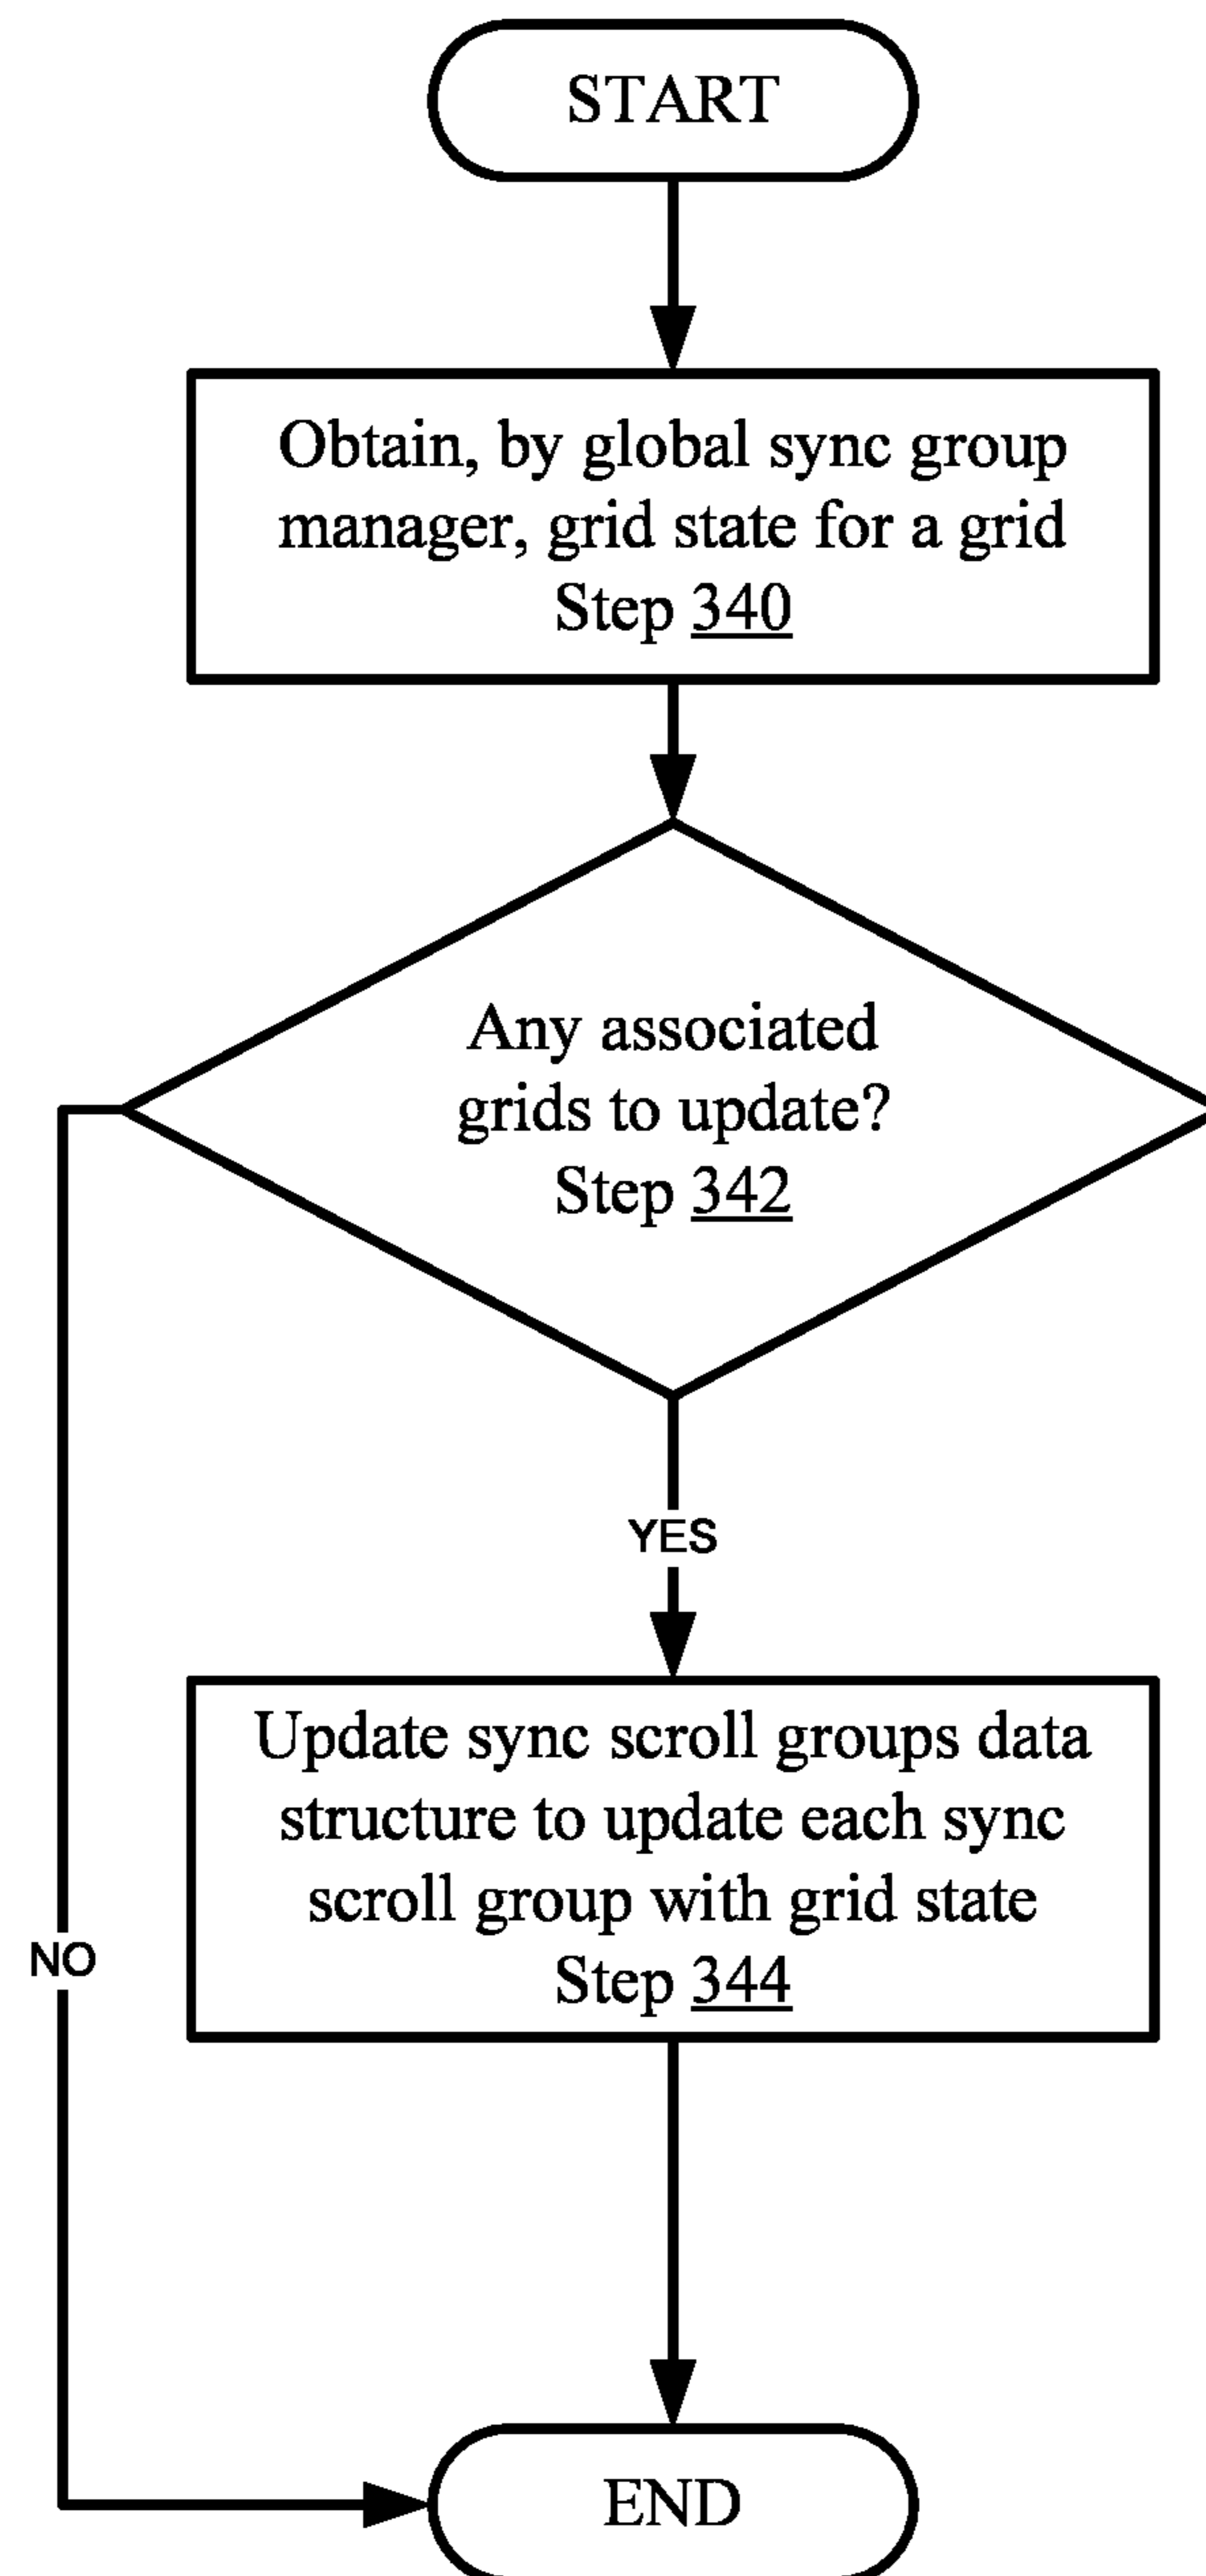 START
Obtain, by global sync group
manager, grid state for a grid
Step 340
Any associated
grids to update?
Step 342
YES
Update sync scroll groups data
structure to update each sync
scroll group with grid state
Step 344
NO
END